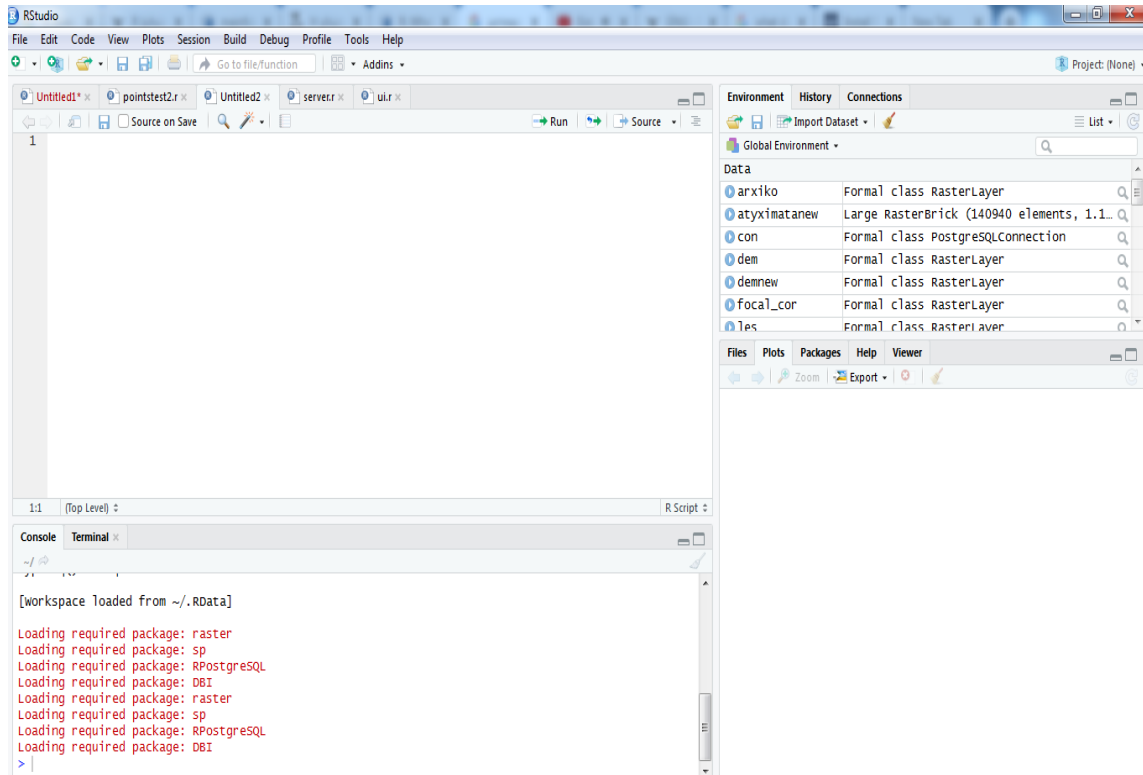 RStudio
File Edit Code View Plots Session Build Debug Profile Tools Help
Go to file/function Addins Project: (None)
Untitled1* pointstest2.r Untitled2 server.r ui.r
Source on Save Run Source
1
1:1 (Top Level) R Script
Console Terminal
~/
[Workspace loaded from ~/.RData]
Loading required package: raster
Loading required package: sp
Loading required package: RPostgreSQL
Loading required package: DBI
Loading required package: raster
Loading required package: sp
Loading required package: RPostgreSQL
Loading required package: DBI
>
Environment History Connections
Import Dataset List
Global Environment
Data
arxiko Formal class RasterLayer
atyximatanew Large RasterBrick (140940 elements, 1.1…
con Formal class PostgreSQLConnection
dem Formal class RasterLayer
demnew Formal class RasterLayer
focal_cor Formal class RasterLayer
les Formal class RasterLayer
Files Plots Packages Help Viewer
Zoom Export